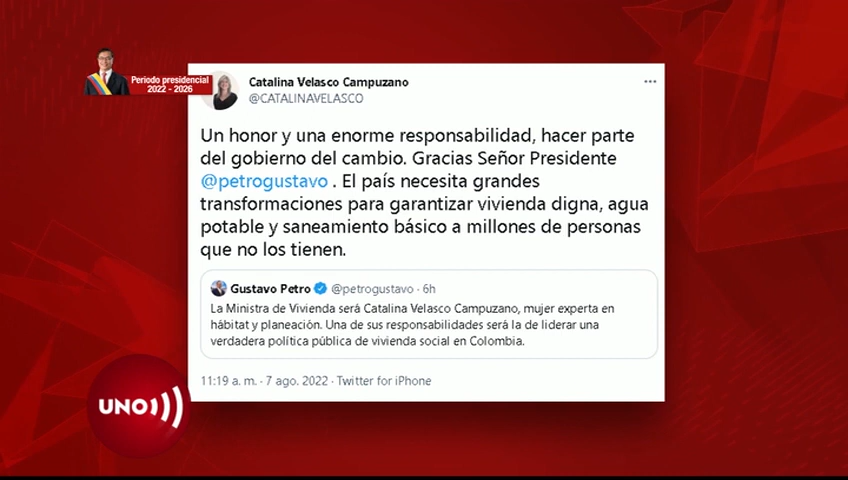 Periodo presidencial
2022 - 2026
Catalina Velasco Campuzano
@CATALINAVELASCO
Un honor y una enorme responsabilidad, hacer parte
del gobierno del cambio. Gracias Señor Presidente
@petrogustavo . El país necesita grandes
transformaciones para garantizar vivienda digna, agua
potable y saneamiento básico a millones de personas
que no los tienen.
Gustavo Petro @petrogustavo · 6h
La Ministra de Vivienda será Catalina Velasco Campuzano, mujer experta en
hábitat y planeación. Una de sus responsabilidades será la de liderar una
verdadera política pública de vivienda social en Colombia.
11:19 a. m. · 7 ago. 2022 · Twitter for iPhone
UNO